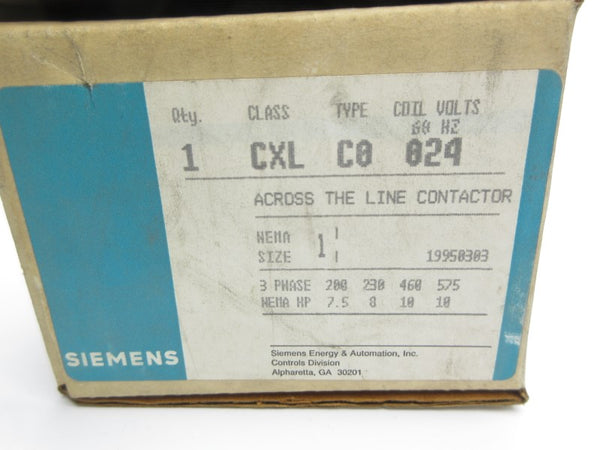 Qty. CLASS TYPE COIL VOLTS
60 HZ
1 CXL C0 024
ACROSS THE LINE CONTACTOR
NEMA
SIZE 1 19950303
3 PHASE 200 230 460 575
NEMA HP 7.5 8 10 10
SIEMENS
Siemens Energy & Automation, Inc.
Controls Division
Alpharetta, GA 30201